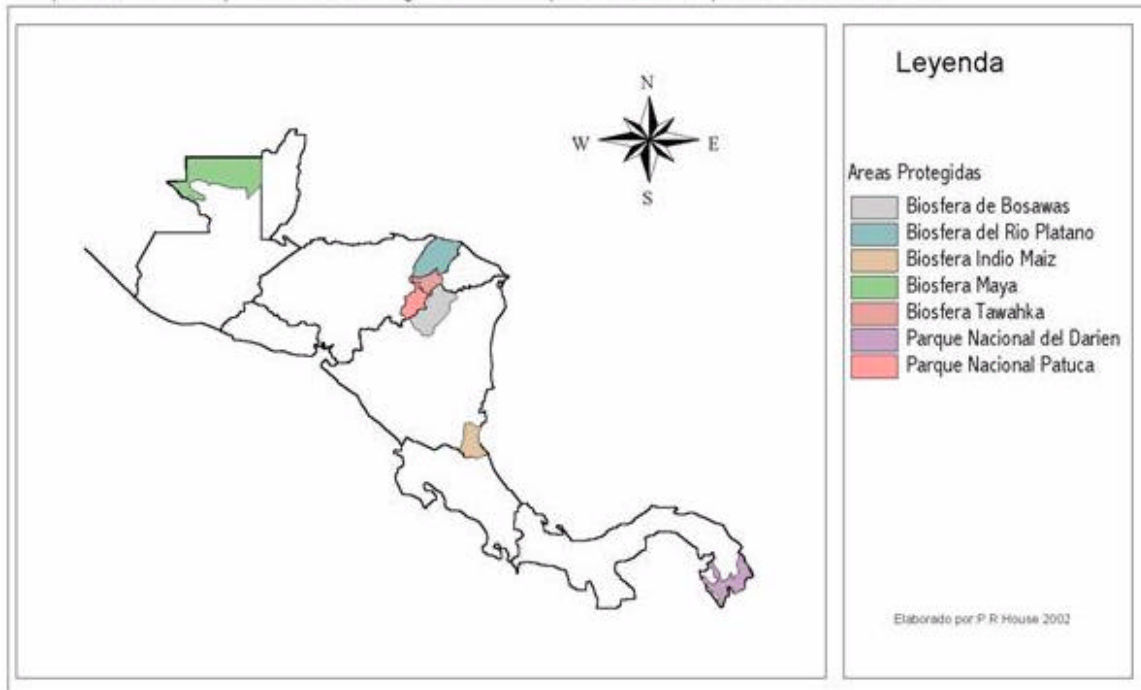 N
W E
S
Leyenda
Areas Protegidas
Biosfera de Bosawas
Biosfera del Rio Platano
Biosfera Indio Maiz
Biosfera Maya
Biosfera Tawahka
Parque Nacional del Darien
Parque Nacional Patuca
Elaborado por:P R House 2002